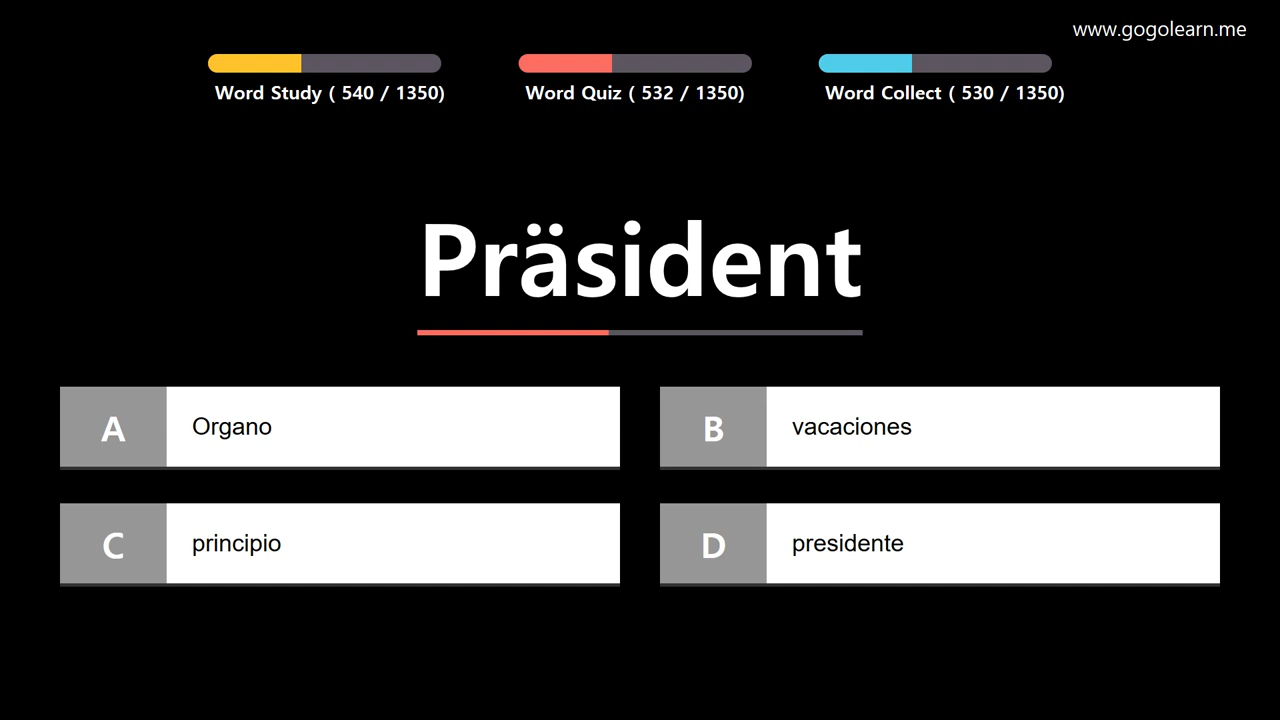 www.gogolearn.me
Word Study ( 540 / 1350)
Word Quiz ( 532 / 1350)
Word Collect ( 530 / 1350)
Präsident
A Organo
B vacaciones
C principio
D presidente